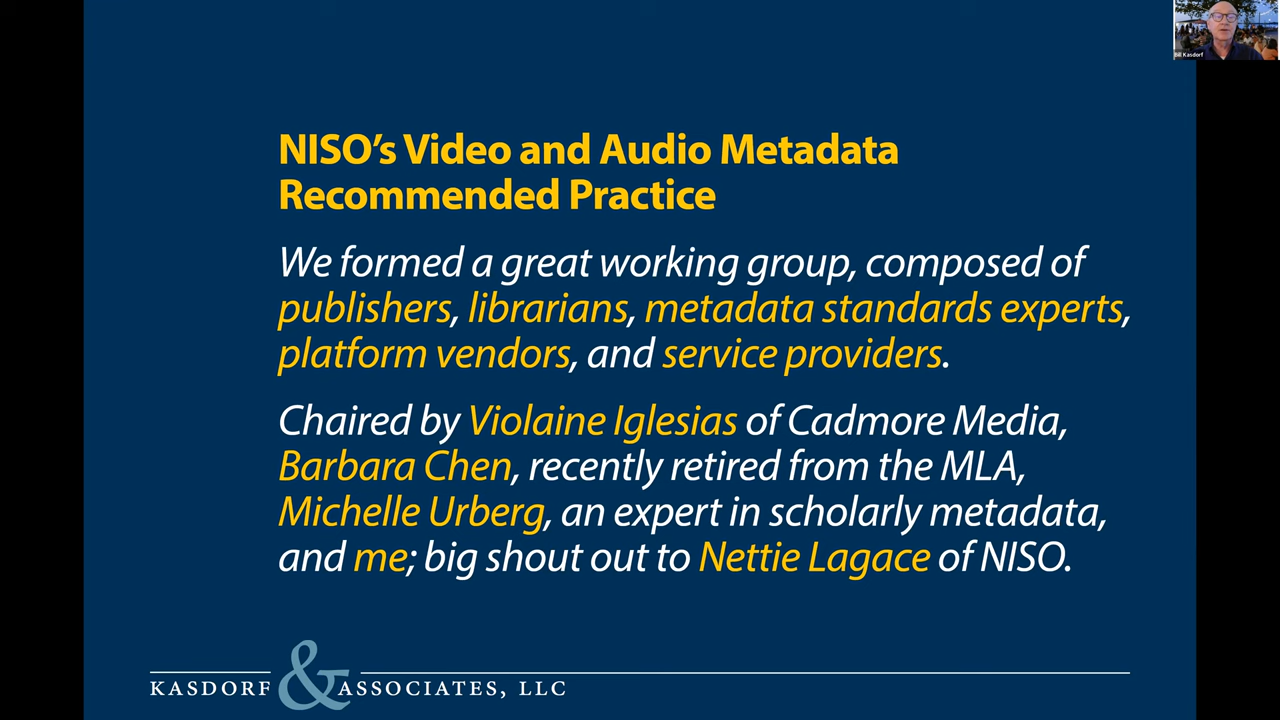 Bill Kasdorf
NISO’s Video and Audio Metadata
Recommended Practice
We formed a great working group, composed of
publishers, librarians, metadata standards experts,
platform vendors, and service providers.
Chaired by Violaine Iglesias of Cadmore Media,
Barbara Chen, recently retired from the MLA,
Michelle Urberg, an expert in scholarly metadata,
and me; big shout out to Nettie Lagace of NISO.
KASDORF & ASSOCIATES, LLC